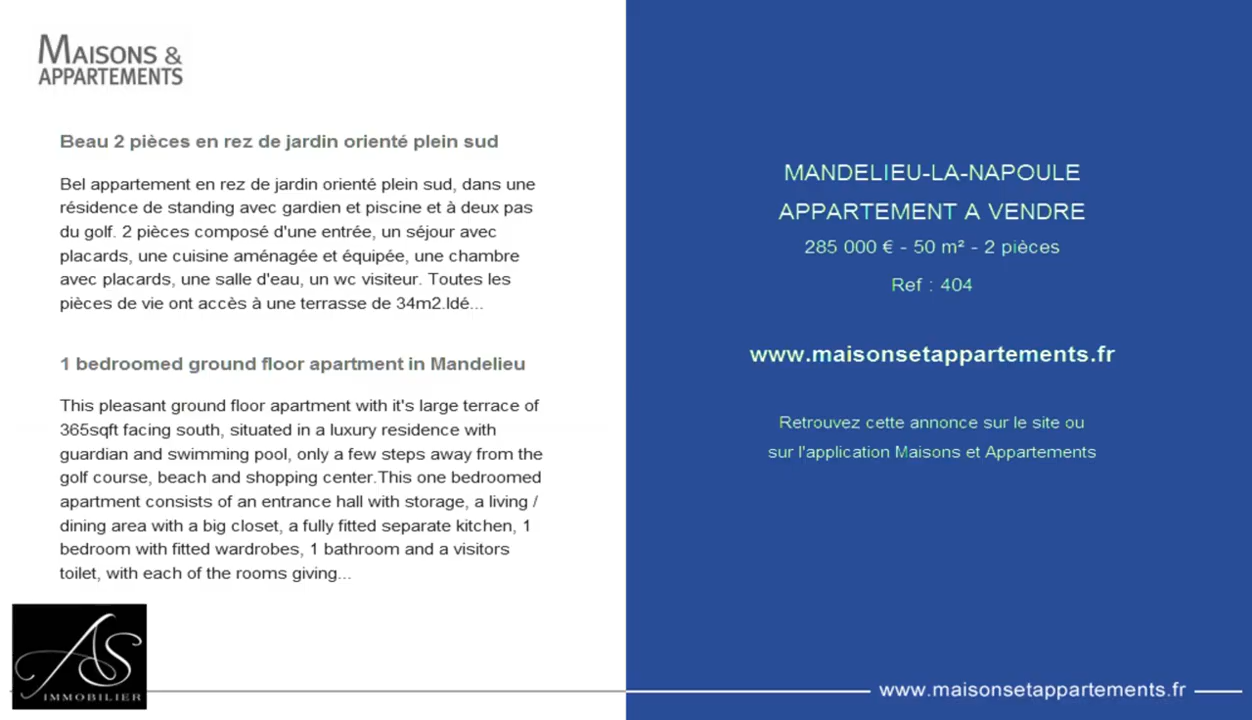 MAISONS &
APPARTEMENTS
Beau 2 pièces en rez de jardin orienté plein sud
Bel appartement en rez de jardin orienté plein sud, dans une
résidence de standing avec gardien et piscine et à deux pas
du golf. 2 pièces composé d'une entrée, un séjour avec
placards, une cuisine aménagée et équipée, une chambre
avec placards, une salle d'eau, un wc visiteur. Toutes les
pièces de vie ont accès à une terrasse de 34m2.Idé...
1 bedroomed ground floor apartment in Mandelieu
This pleasant ground floor apartment with it's large terrace of
365sqft facing south, situated in a luxury residence with
guardian and swimming pool, only a few steps away from the
golf course, beach and shopping center.This one bedroomed
apartment consists of an entrance hall with storage, a living /
dining area with a big closet, a fully fitted separate kitchen, 1
bedroom with fitted wardrobes, 1 bathroom and a visitors
toilet, with each of the rooms giving...
AS
IMMOBILIER
MANDELIEU-LA-NAPOULE
APPARTEMENT A VENDRE
285 000 € - 50 m² - 2 pièces
Ref : 404
www.maisonsetappartements.fr
Retrouvez cette annonce sur le site ou
sur l'application Maisons et Appartements
www.maisonsetappartements.fr